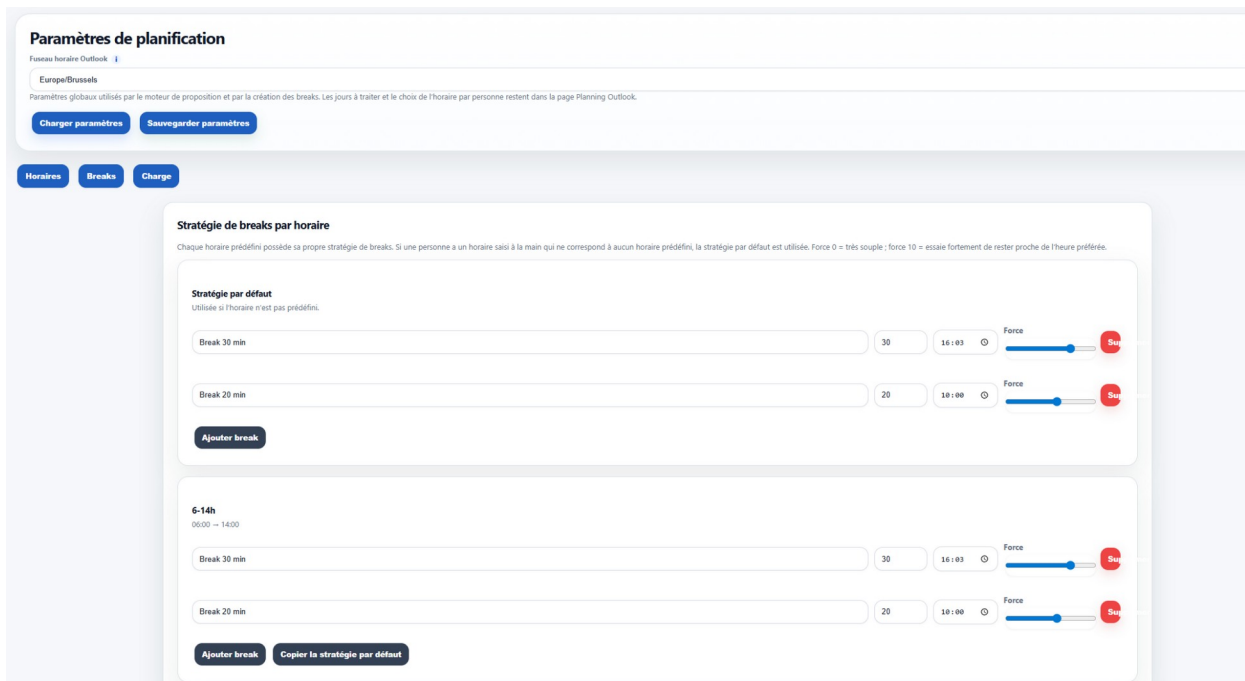 Paramètres de planification
Fuseau horaire Outlook i
Europe/Brussels
Paramètres globaux utilisés par le moteur de proposition et par la création des breaks. Les jours à traiter et le choix de l'horaire par personne restent dans la page Planning Outlook.
Charger paramètres Sauvegarder paramètres
Horaires Breaks Charge
Stratégie de breaks par horaire
Chaque horaire prédéfini possède sa propre stratégie de breaks. Si une personne a un horaire saisi à la main qui ne correspond à aucun horaire prédéfini, la stratégie par défaut est utilisée. Force 0 = très souple ; force 10 = essaie fortement de rester proche de l'heure préférée.
Stratégie par défaut
Utilisée si l'horaire n'est pas prédéfini.
Force
Break 30 min 30 16:03 Sup
Force
Break 20 min 20 10:00 Sup
Ajouter break
6-14h
06:00 → 14:00
Force
Break 30 min 30 16:03 Sup
Force
Break 20 min 20 10:00 Sup
Ajouter break Copier la stratégie par défaut